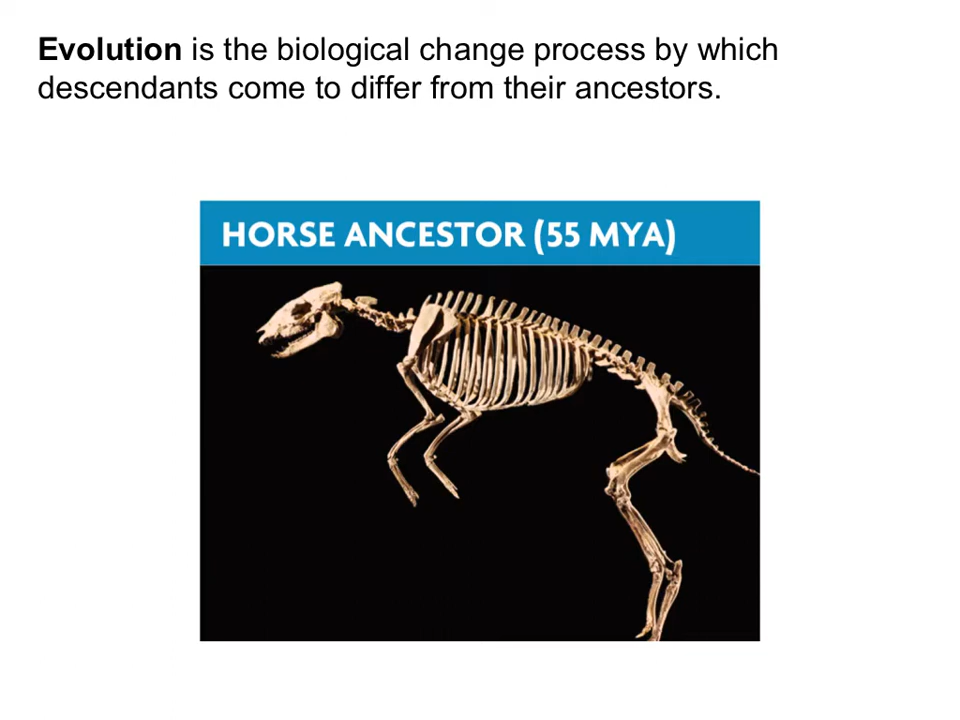 Evolution is the biological change process by which
descendants come to differ from their ancestors.
HORSE ANCESTOR (55 MYA)